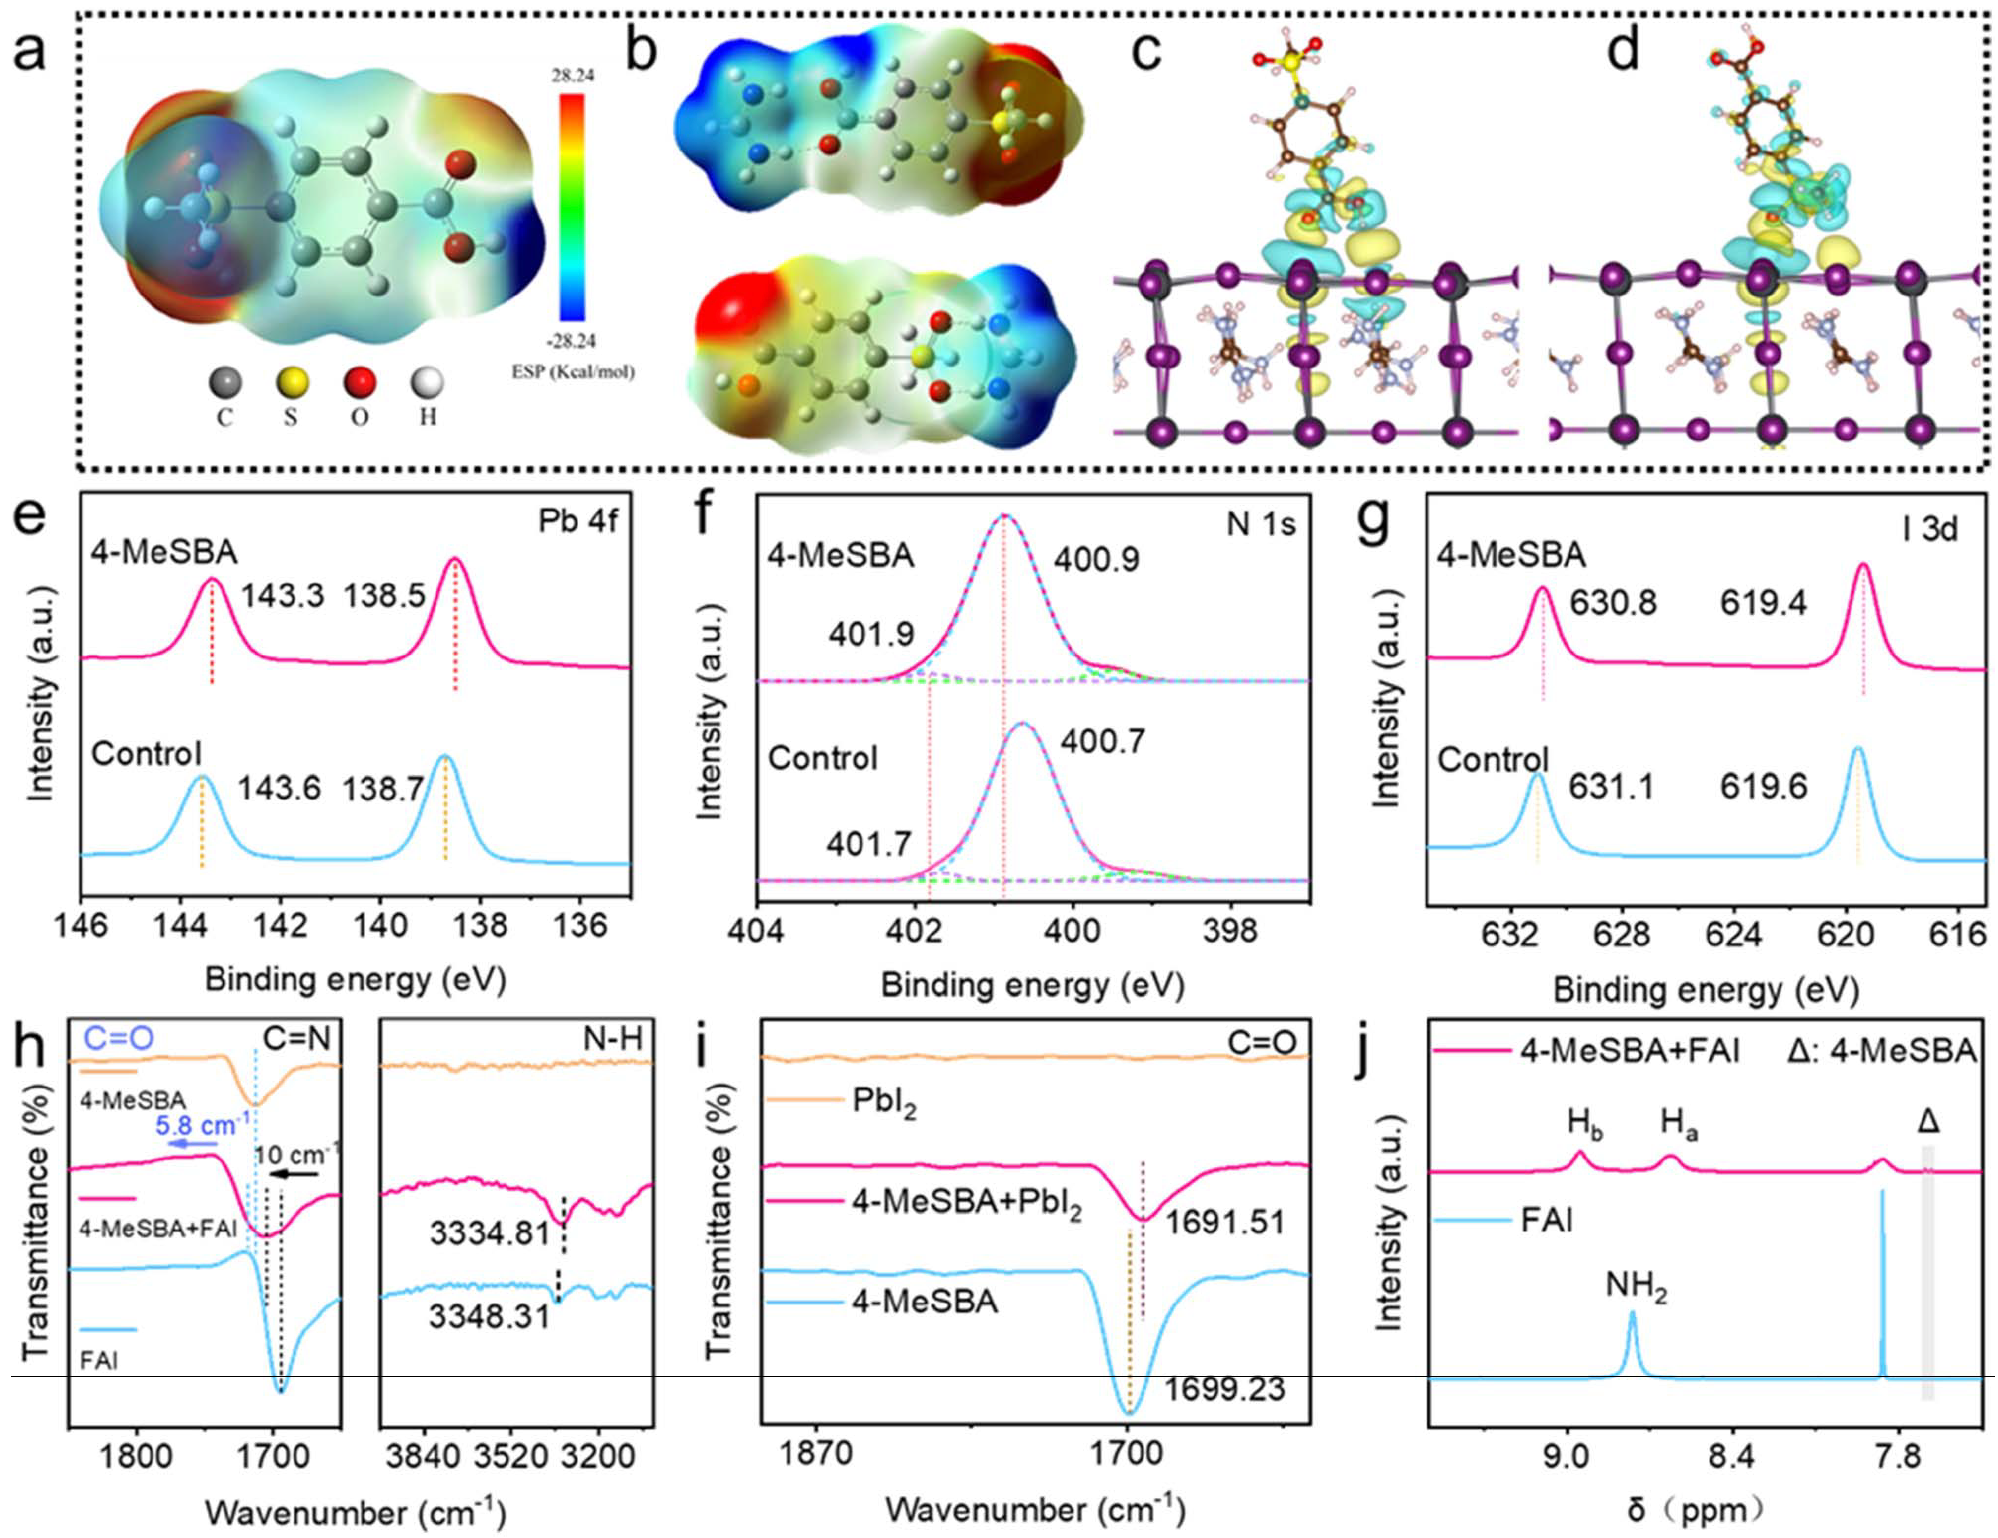 a
28.24
-28.24
ESP (Kcal/mol)
C
S
O
H
b
c
d
e
Pb 4f
4-MeSBA
143.3
138.5
Control
143.6
138.7
Intensity (a.u.)
146
144
142
140
138
136
Binding energy (eV)
f
N 1s
4-MeSBA
400.9
401.9
Control
400.7
401.7
Intensity (a.u.)
404
402
400
398
Binding energy (eV)
g
I 3d
4-MeSBA
630.8
619.4
Control
631.1
619.6
Intensity (a.u.)
632
628
624
620
616
Binding energy (eV)
h
C=O
C=N
4-MeSBA
5.8 cm⁻¹
10 cm⁻¹
4-MeSBA+FAI
FAI
N-H
3334.81
3348.31
Transmittance (%)
1800
1700
3840
3520
3200
Wavenumber (cm⁻¹)
i
C=O
PbI₂
4-MeSBA+PbI₂
1691.51
4-MeSBA
1699.23
Transmittance (%)
1870
1700
Wavenumber (cm⁻¹)
j
4-MeSBA+FAI
Δ: 4-MeSBA
H_b
H_a
Δ
FAI
NH₂
Intensity (a.u.)
9.0
8.4
7.8
δ（ppm）